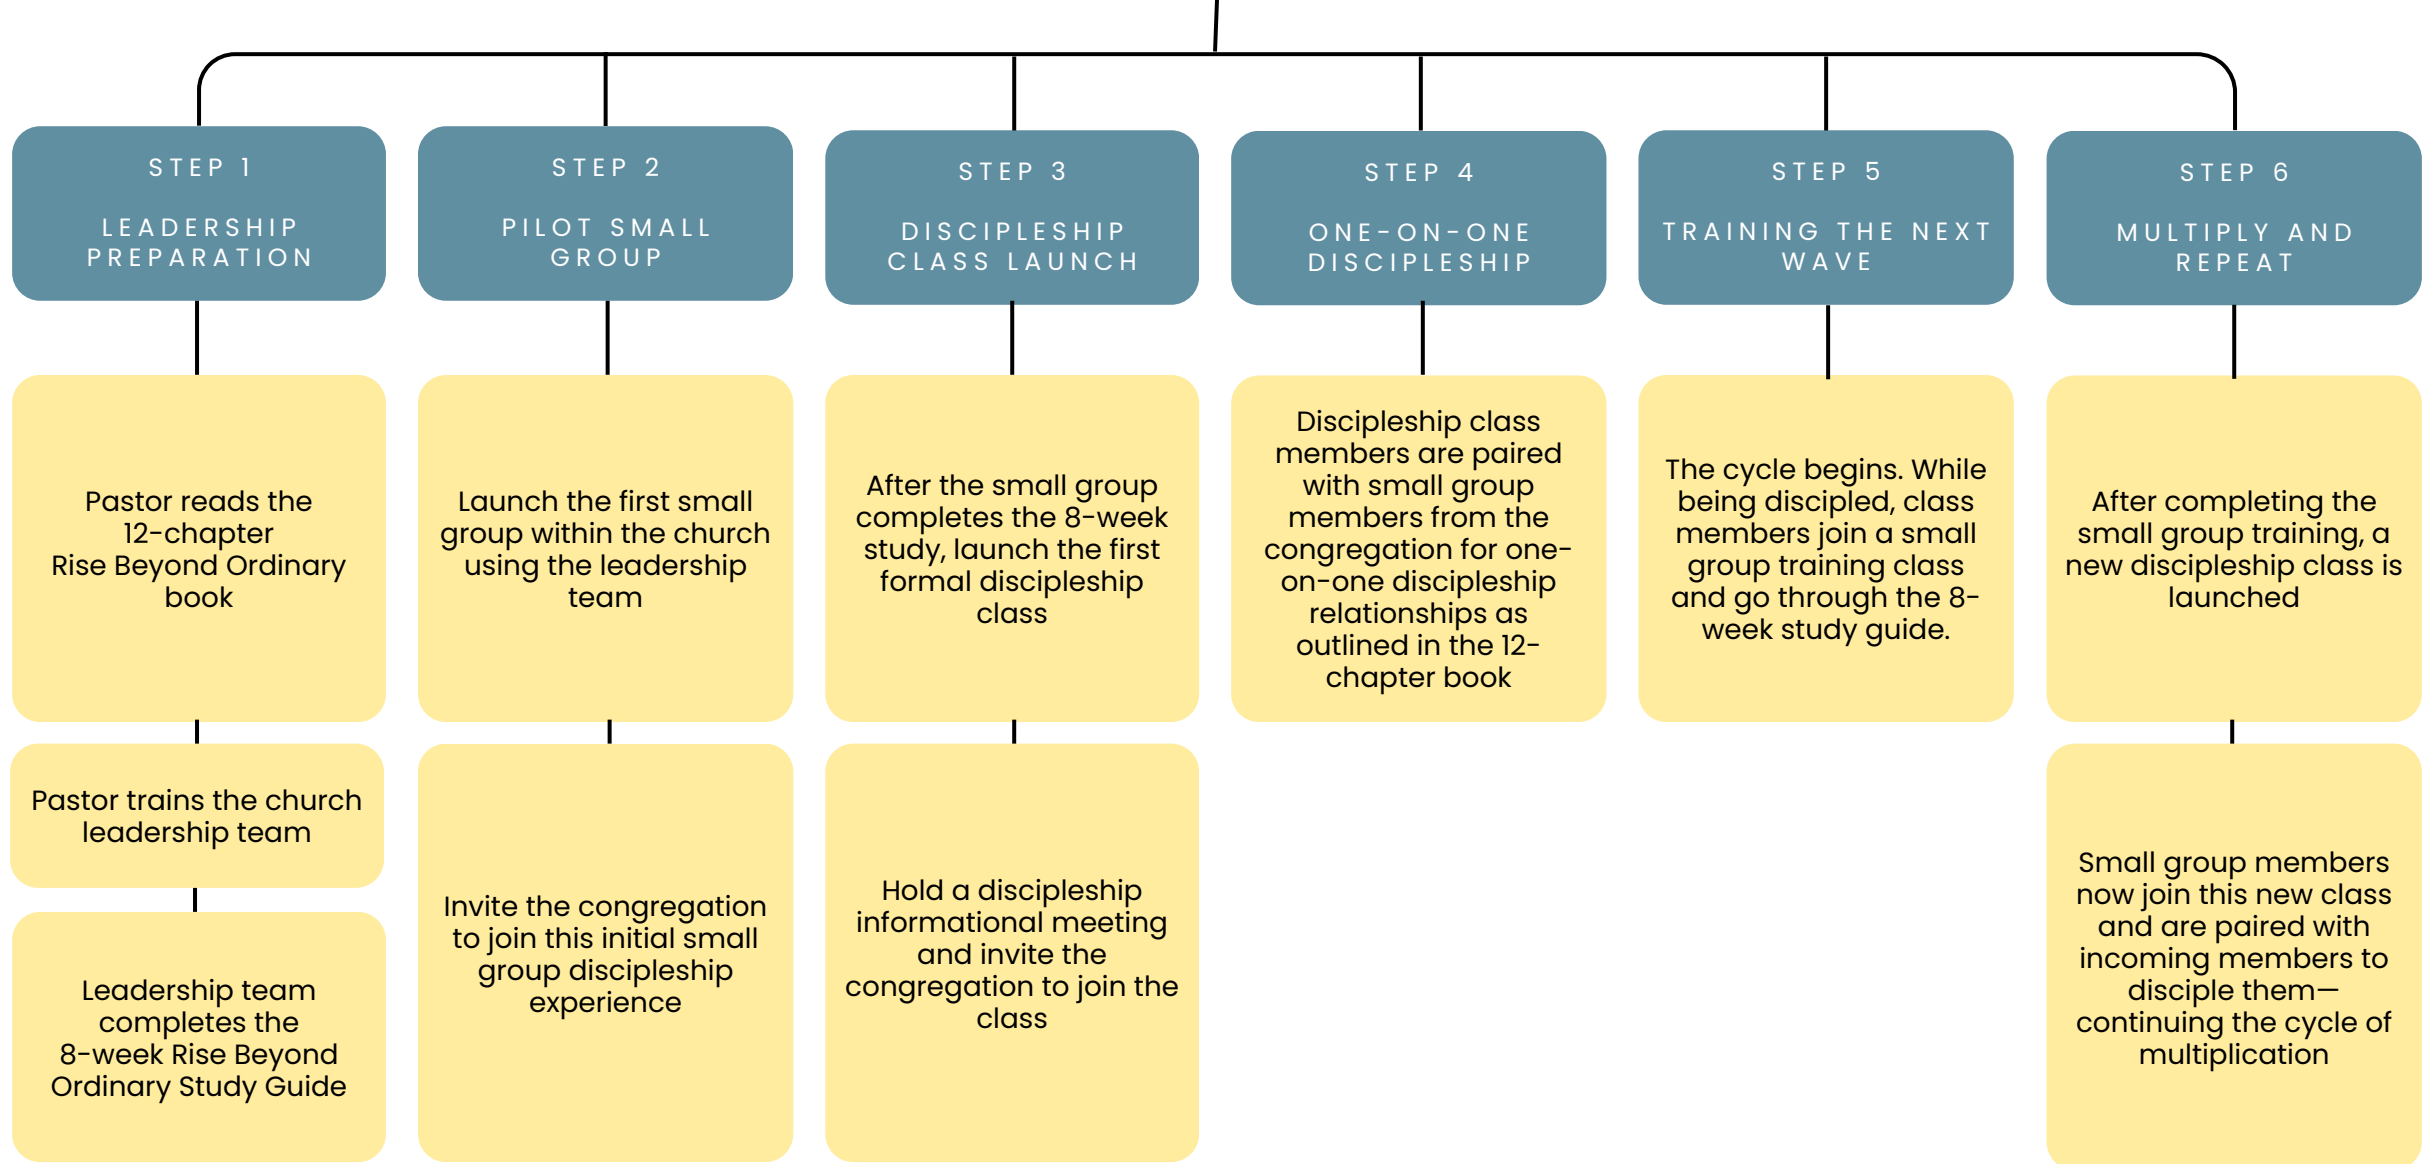 STEP 1
LEADERSHIP
PREPARATION
Pastor reads the
12-chapter
Rise Beyond Ordinary
book
Pastor trains the church
leadership team
Leadership team
completes the
8-week Rise Beyond
Ordinary Study Guide
STEP 2
PILOT SMALL
GROUP
Launch the first small
group within the church
using the leadership
team
Invite the congregation
to join this initial small
group discipleship
experience
STEP 3
DISCIPLESHIP
CLASS LAUNCH
After the small group
completes the 8-week
study, launch the first
formal discipleship
class
Hold a discipleship
informational meeting
and invite the
congregation to join the
class
STEP 4
ONE-ON-ONE
DISCIPLESHIP
Discipleship class
members are paired
with small group
members from the
congregation for one-
on-one discipleship
relationships as
outlined in the 12-
chapter book
STEP 5
TRAINING THE NEXT
WAVE
The cycle begins. While
being discipled, class
members join a small
group training class
and go through the 8-
week study guide.
STEP 6
MULTIPLY AND
REPEAT
After completing the
small group training, a
new discipleship class is
launched
Small group members
now join this new class
and are paired with
incoming members to
disciple them—
continuing the cycle of
multiplication